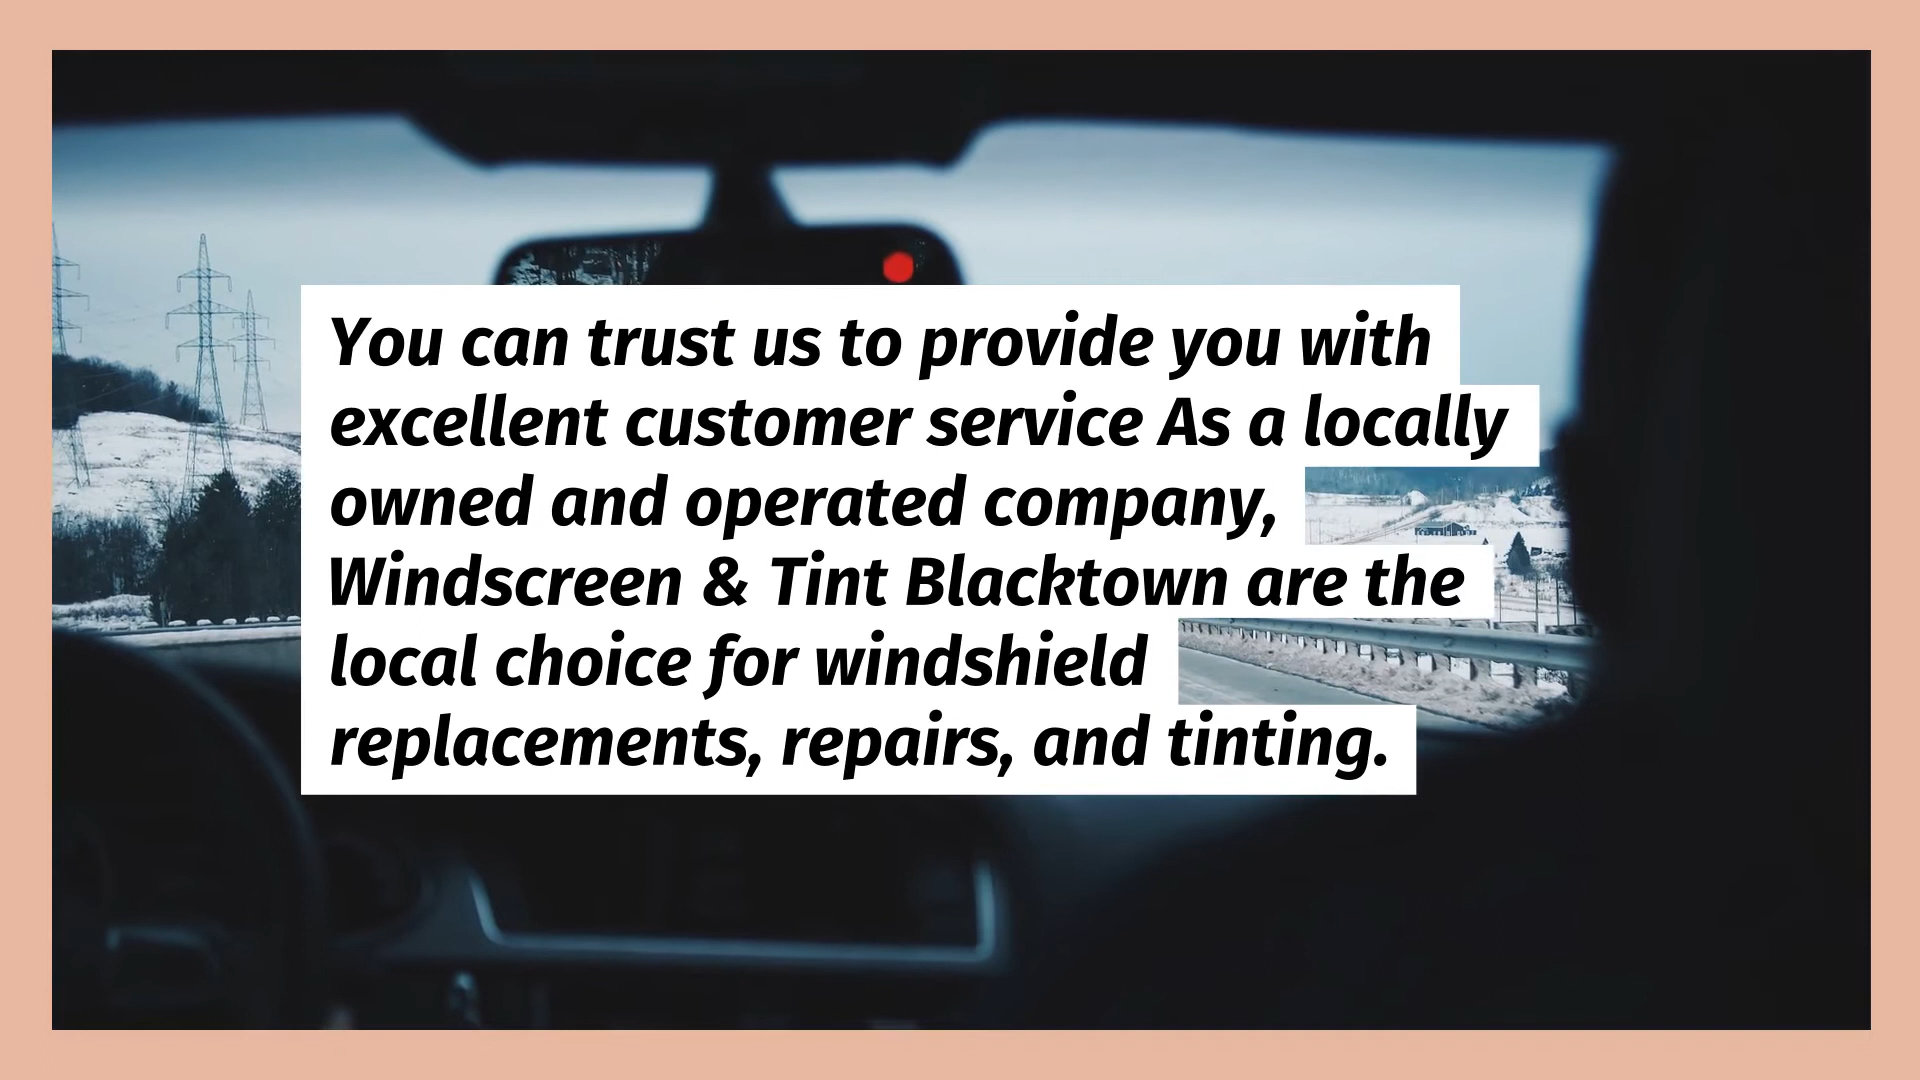 You can trust us to provide you with
excellent customer service As a locally
owned and operated company,
Windscreen & Tint Blacktown are the
local choice for windshield
replacements, repairs, and tinting.